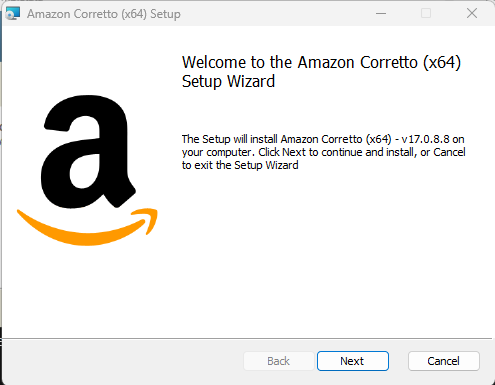 Amazon Corretto (x64) Setup
Welcome to the Amazon Corretto (x64)
Setup Wizard
a
The Setup will install Amazon Corretto (x64) - v17.0.8.8 on
your computer. Click Next to continue and install, or Cancel
to exit the Setup Wizard
Back
Next
Cancel